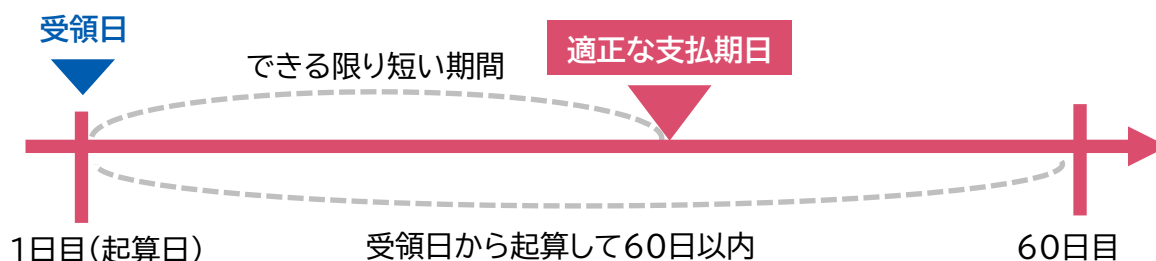 受領日
できる限り短い期間
適正な支払期日
1日目(起算日)
受領日から起算して60日以内
60日目